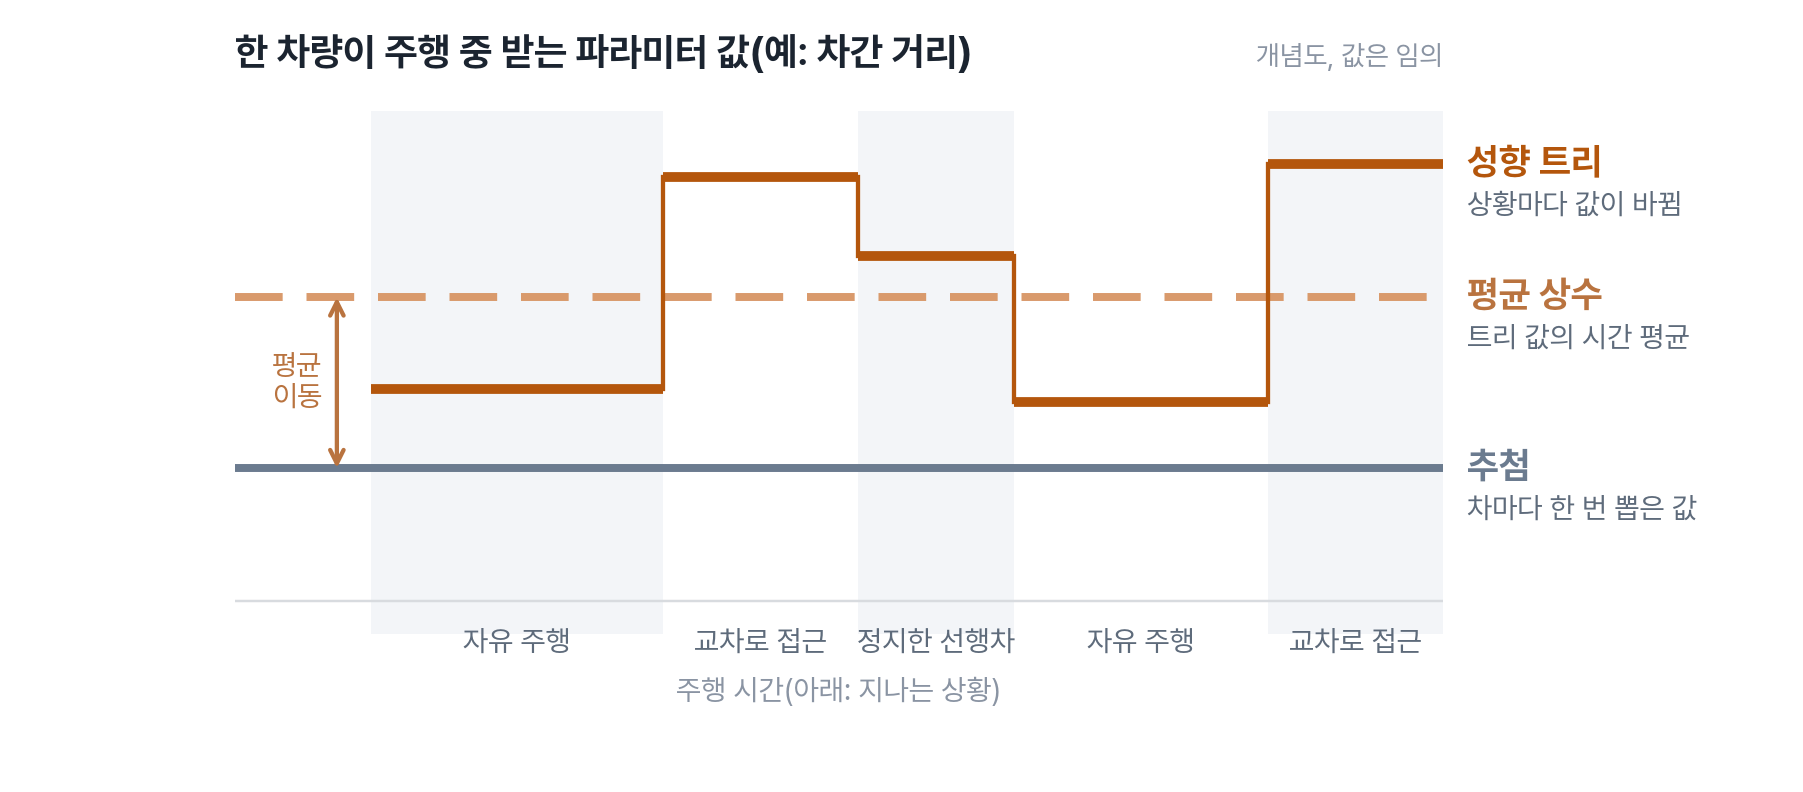 한 차량이 주행 중 받는 파라미터 값(예: 차간 거리)
개념도, 값은 임의
성향 트리
상황마다 값이 바뀜
평균 상수
트리 값의 시간 평균
평균
이동
추첨
차마다 한 번 뽑은 값
자유 주행
교차로 접근
정지한 선행차
자유 주행
교차로 접근
주행 시간(아래: 지나는 상황)